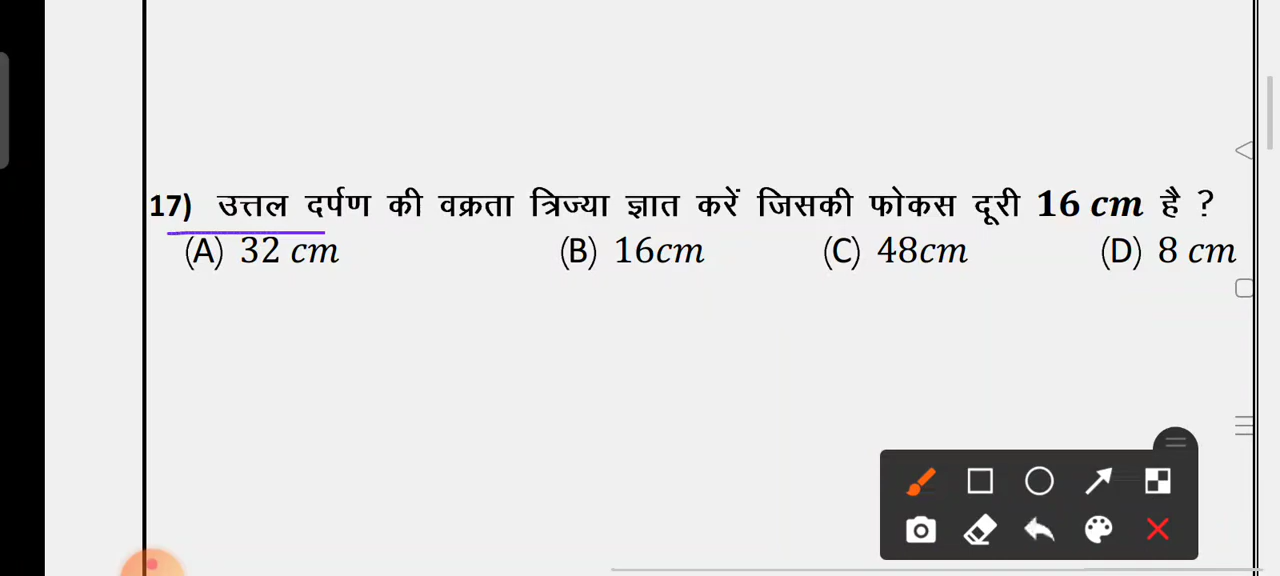 17) उत्तल दर्पण की वक्रता त्रिज्या ज्ञात करें जिसकी फोकस दूरी 16 cm है ?
(A) 32 cm (B) 16cm (C) 48cm (D) 8 cm